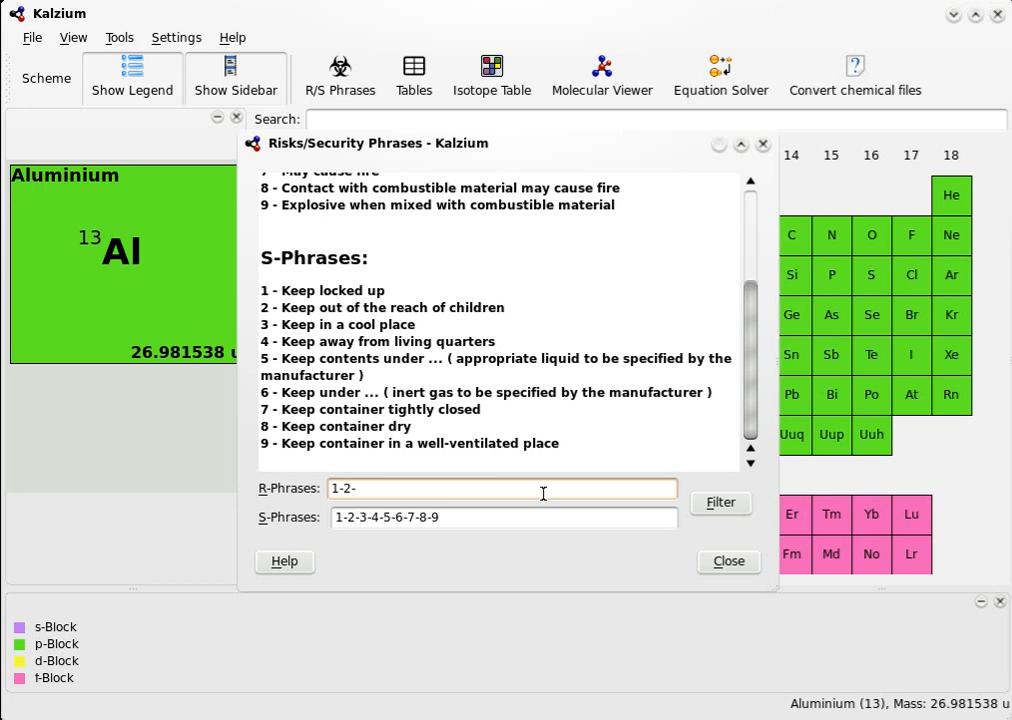 Kalzium
File View Tools Settings Help
Scheme Show Legend Show Sidebar R/S Phrases Tables Isotope Table Molecular Viewer Equation Solver Convert chemical files
Search:
Risks/Security Phrases - Kalzium
14 15 16 17 18
Aluminium
13 Al
26.981538 u
7 - May cause fire
8 - Contact with combustible material may cause fire
9 - Explosive when mixed with combustible material
S-Phrases:
1 - Keep locked up
2 - Keep out of the reach of children
3 - Keep in a cool place
4 - Keep away from living quarters
5 - Keep contents under ... ( appropriate liquid to be specified by the
manufacturer )
6 - Keep under ... ( inert gas to be specified by the manufacturer )
7 - Keep container tightly closed
8 - Keep container dry
9 - Keep container in a well-ventilated place
R-Phrases: 1-2-
S-Phrases: 1-2-3-4-5-6-7-8-9
Filter
Help Close
He
C N O F Ne
Si P S Cl Ar
Ge As Se Br Kr
Sn Sb Te I Xe
Pb Bi Po At Rn
Uuq Uup Uuh
Er Tm Yb Lu
Fm Md No Lr
s-Block
p-Block
d-Block
f-Block
Aluminium (13), Mass: 26.981538 u